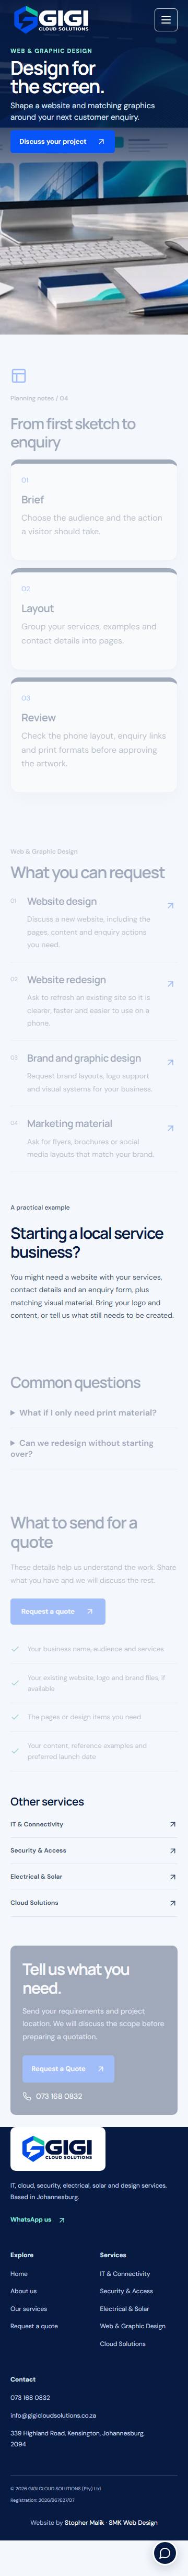 GIGI
CLOUD SOLUTIONS
WEB & GRAPHIC DESIGN
Design for
the screen.
Shape a website and matching graphics
around your next customer enquiry.
Discuss your project
Planning notes / 04
From first sketch to
enquiry
01
Brief
Choose the audience and the action
a visitor should take.
02
Layout
Group your services, examples and
contact details into pages.
03
Review
Check the phone layout, enquiry links
and print formats before approving
the artwork.
Web & Graphic Design
What you can request
01
Website design
Discuss a new website, including the
pages, content and enquiry actions
you need.
02
Website redesign
Ask to refresh an existing site so it is
clearer, faster and easier to use on a
phone.
03
Brand and graphic design
Request brand layouts, logo support
and visual systems for your business.
04
Marketing material
Ask for flyers, brochures or social
media layouts that match your brand.
A practical example
Starting a local service
business?
You might need a website with your services,
contact details and an enquiry form, plus
matching visual material. Bring your logo and
content, or tell us what still needs to be created.
Common questions
What if I only need print material?
Can we redesign without starting
over?
What to send for a
quote
These details help us understand the work. Share
what you have and we will discuss the rest.
Request a quote
Your business name, audience and services
Your existing website, logo and brand files, if
available
The pages or design items you need
Your content, reference examples and
preferred launch date
Other services
IT & Connectivity
Security & Access
Electrical & Solar
Cloud Solutions
Tell us what you
need.
Send your requirements and project
location. We will discuss the scope before
preparing a quotation.
Request a Quote
073 168 0832
GIGI
CLOUD SOLUTIONS
IT, cloud, security, electrical, solar and design services.
Based in Johannesburg.
WhatsApp us
Explore
Home
About us
Our services
Request a quote
Services
IT & Connectivity
Security & Access
Electrical & Solar
Web & Graphic Design
Cloud Solutions
Contact
073 168 0832
info@gigicloudsolutions.co.za
339 Highland Road, Kensington, Johannesburg,
2094
© 2026 GIGI CLOUD SOLUTIONS (Pty) Ltd
Registration: 2026/867623/07
Website by Stopher Malik · SMK Web Design